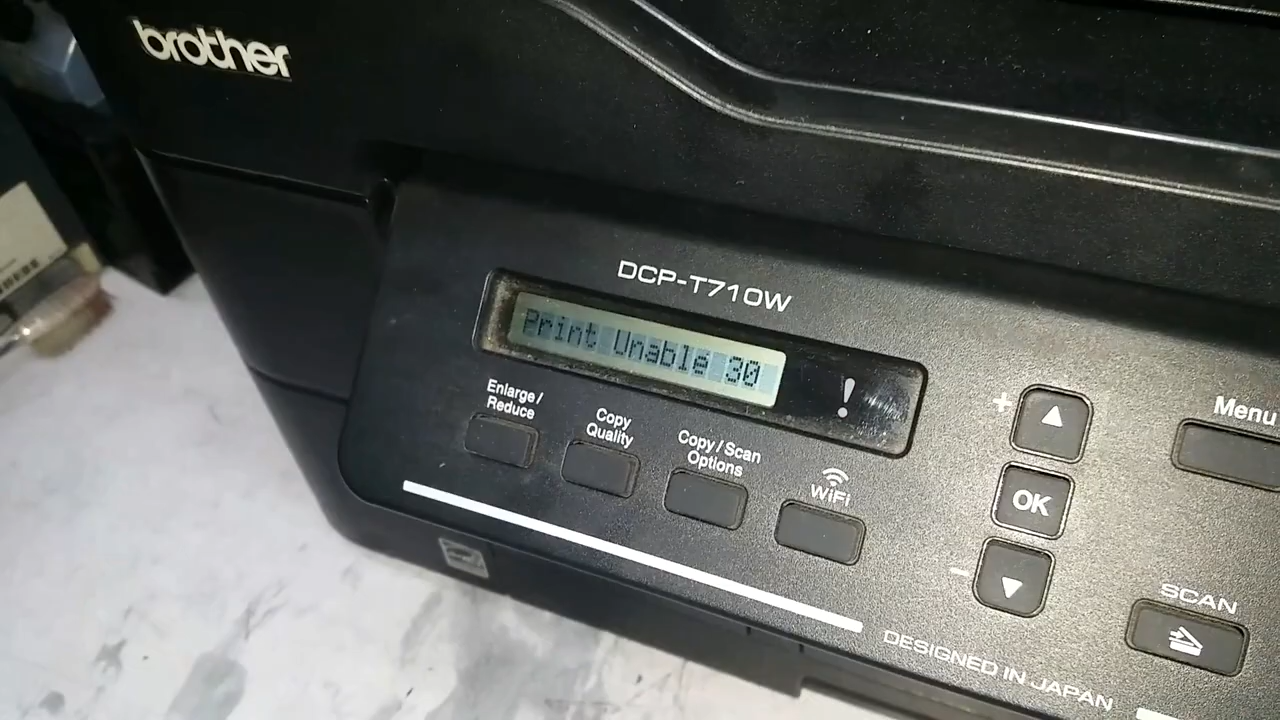 brother
DCP-T710W
Print Unable 30
!
Enlarge/
Reduce
Copy
Quality
Copy/Scan
Options
WiFi
+
OK
-
Menu
SCAN
DESIGNED IN JAPAN